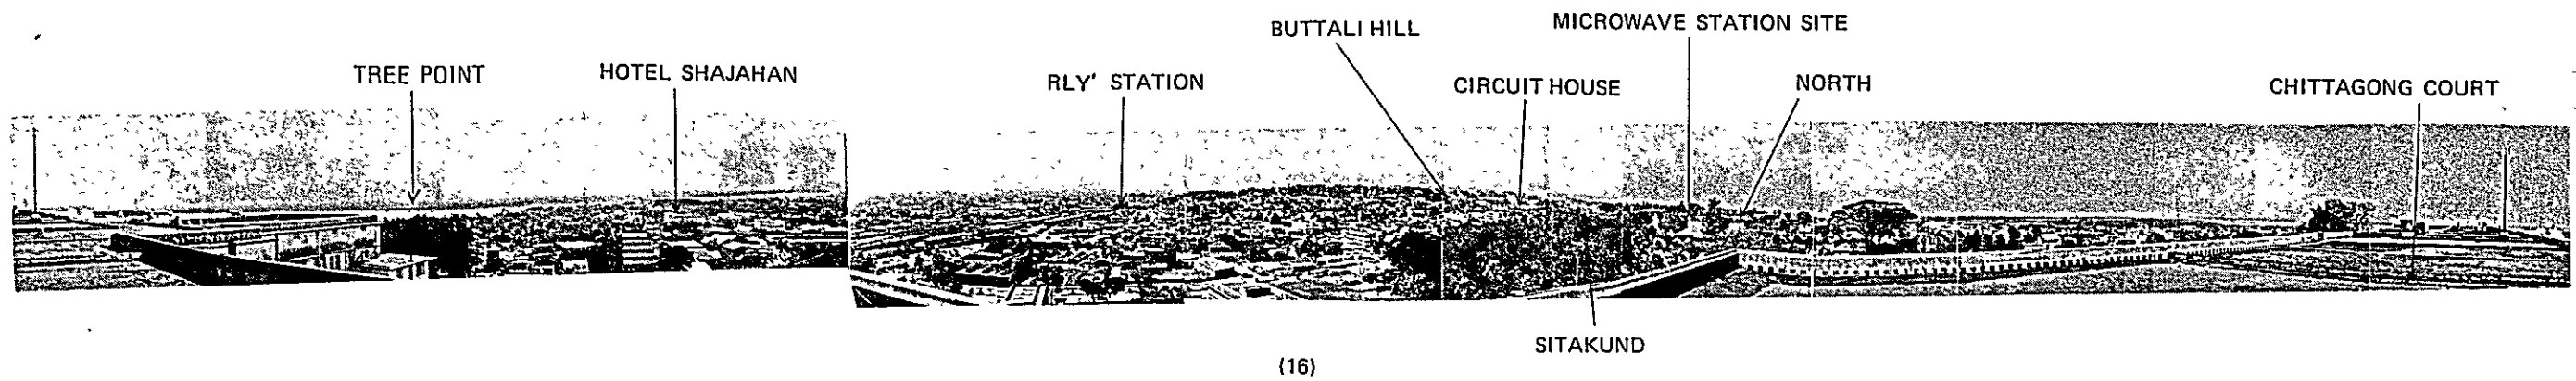 BUTTALI HILL
MICROWAVE STATION SITE
TREE POINT
HOTEL SHAJAHAN
RLY' STATION
CIRCUIT HOUSE
NORTH
CHITTAGONG COURT
SITAKUND
(16)